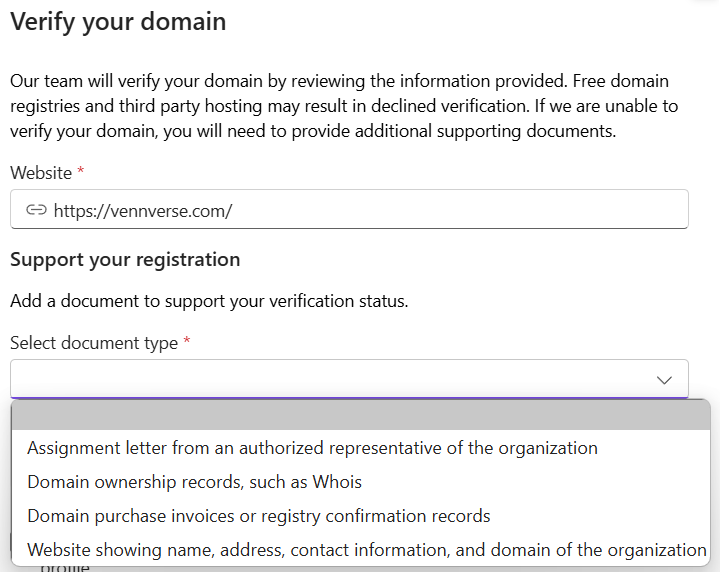 Verify your domain
Our team will verify your domain by reviewing the information provided. Free domain
registries and third party hosting may result in declined verification. If we are unable to
verify your domain, you will need to provide additional supporting documents.
Website *
https://vennverse.com/
Support your registration
Add a document to support your verification status.
Select document type *
Assignment letter from an authorized representative of the organization
Domain ownership records, such as Whois
Domain purchase invoices or registry confirmation records
Website showing name, address, contact information, and domain of the organization
profile